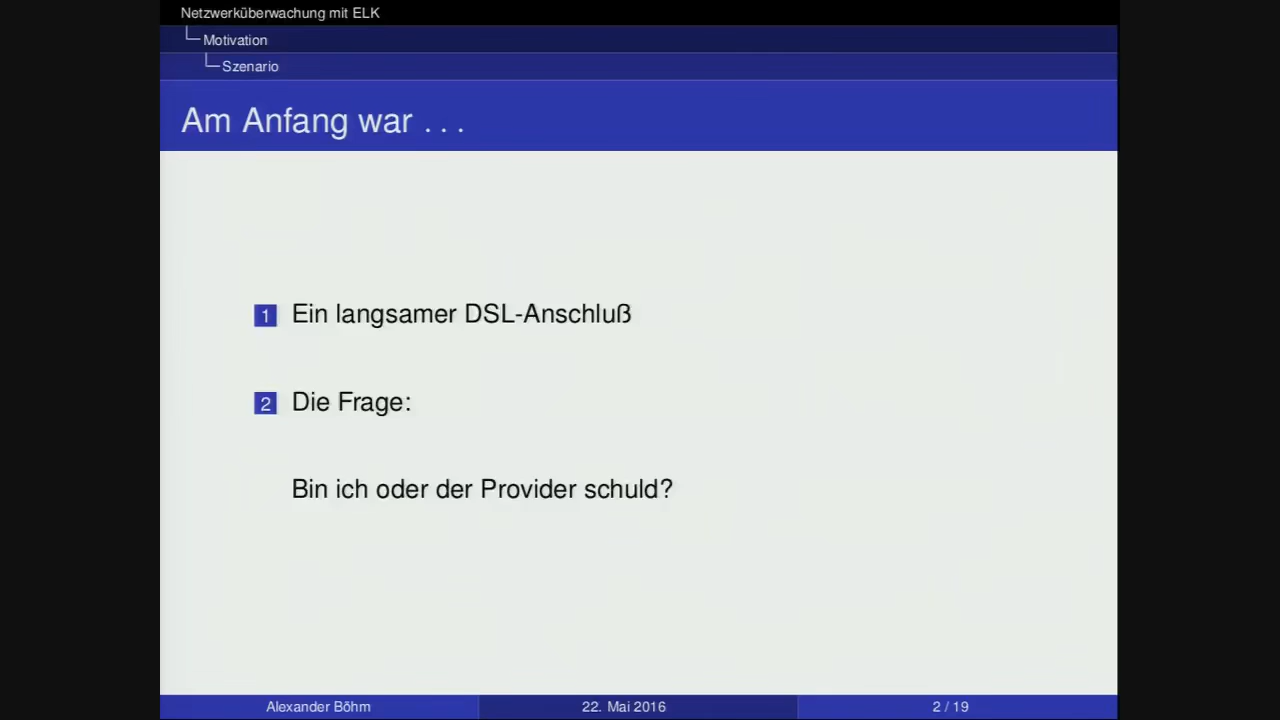 Netzwerküberwachung mit ELK
Motivation
Szenario
Am Anfang war . . .
1 Ein langsamer DSL-Anschluß
2 Die Frage:
Bin ich oder der Provider schuld?
Alexander Böhm 22. Mai 2016 2 / 19